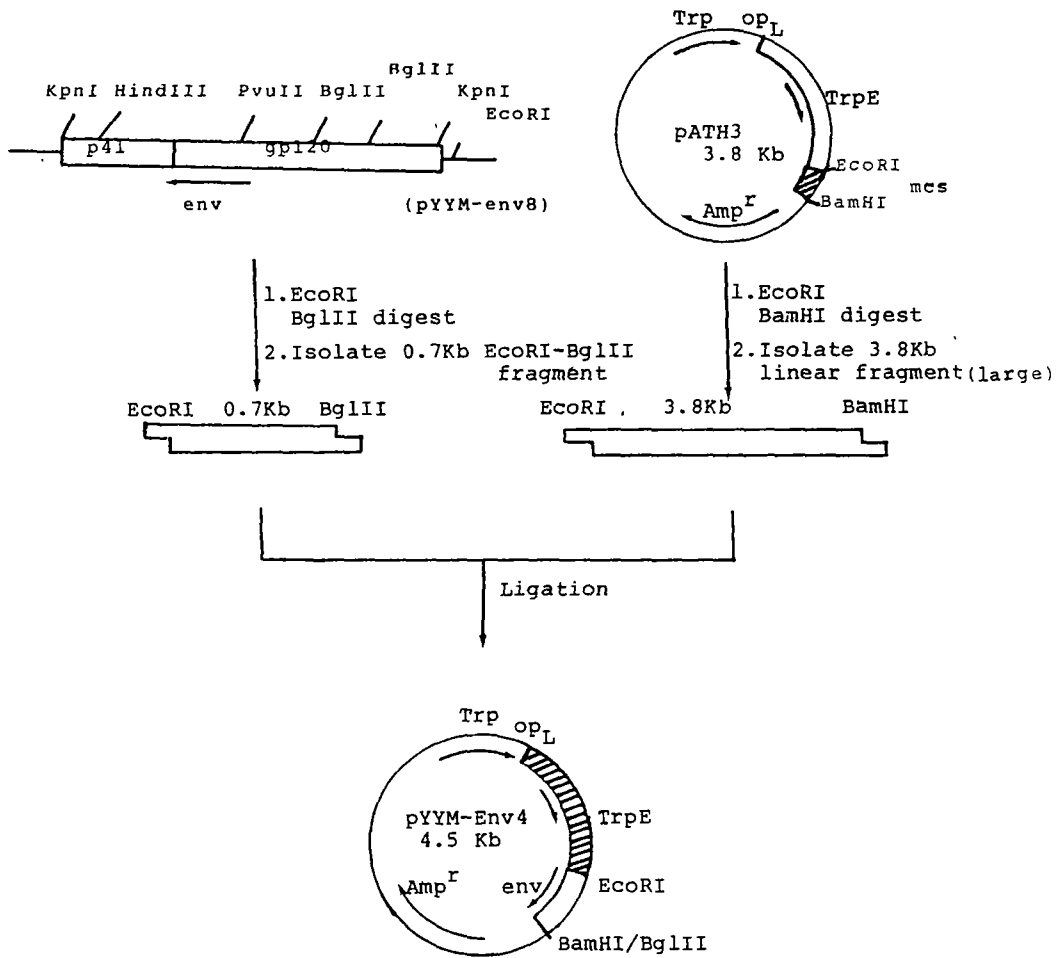 Trp op_L
BglII
KpnI HindIII PvuII BglII KpnI
EcoRI
p41 gp120
env
(pYYM-env8)
TrpE
pATH3
3.8 Kb
EcoRI
mcs
BamHI
Amp^r
1.EcoRI
BglII digest
2.Isolate 0.7Kb EcoRI-BglII
fragment
1.EcoRI
BamHI digest
2.Isolate 3.8Kb
linear fragment(large)
EcoRI 0.7Kb BglII
EcoRI. 3.8Kb BamHI
Ligation
Trp op_L
pYYM-Env4
4.5 Kb
TrpE
Amp^r env EcoRI
BamHI/BglII